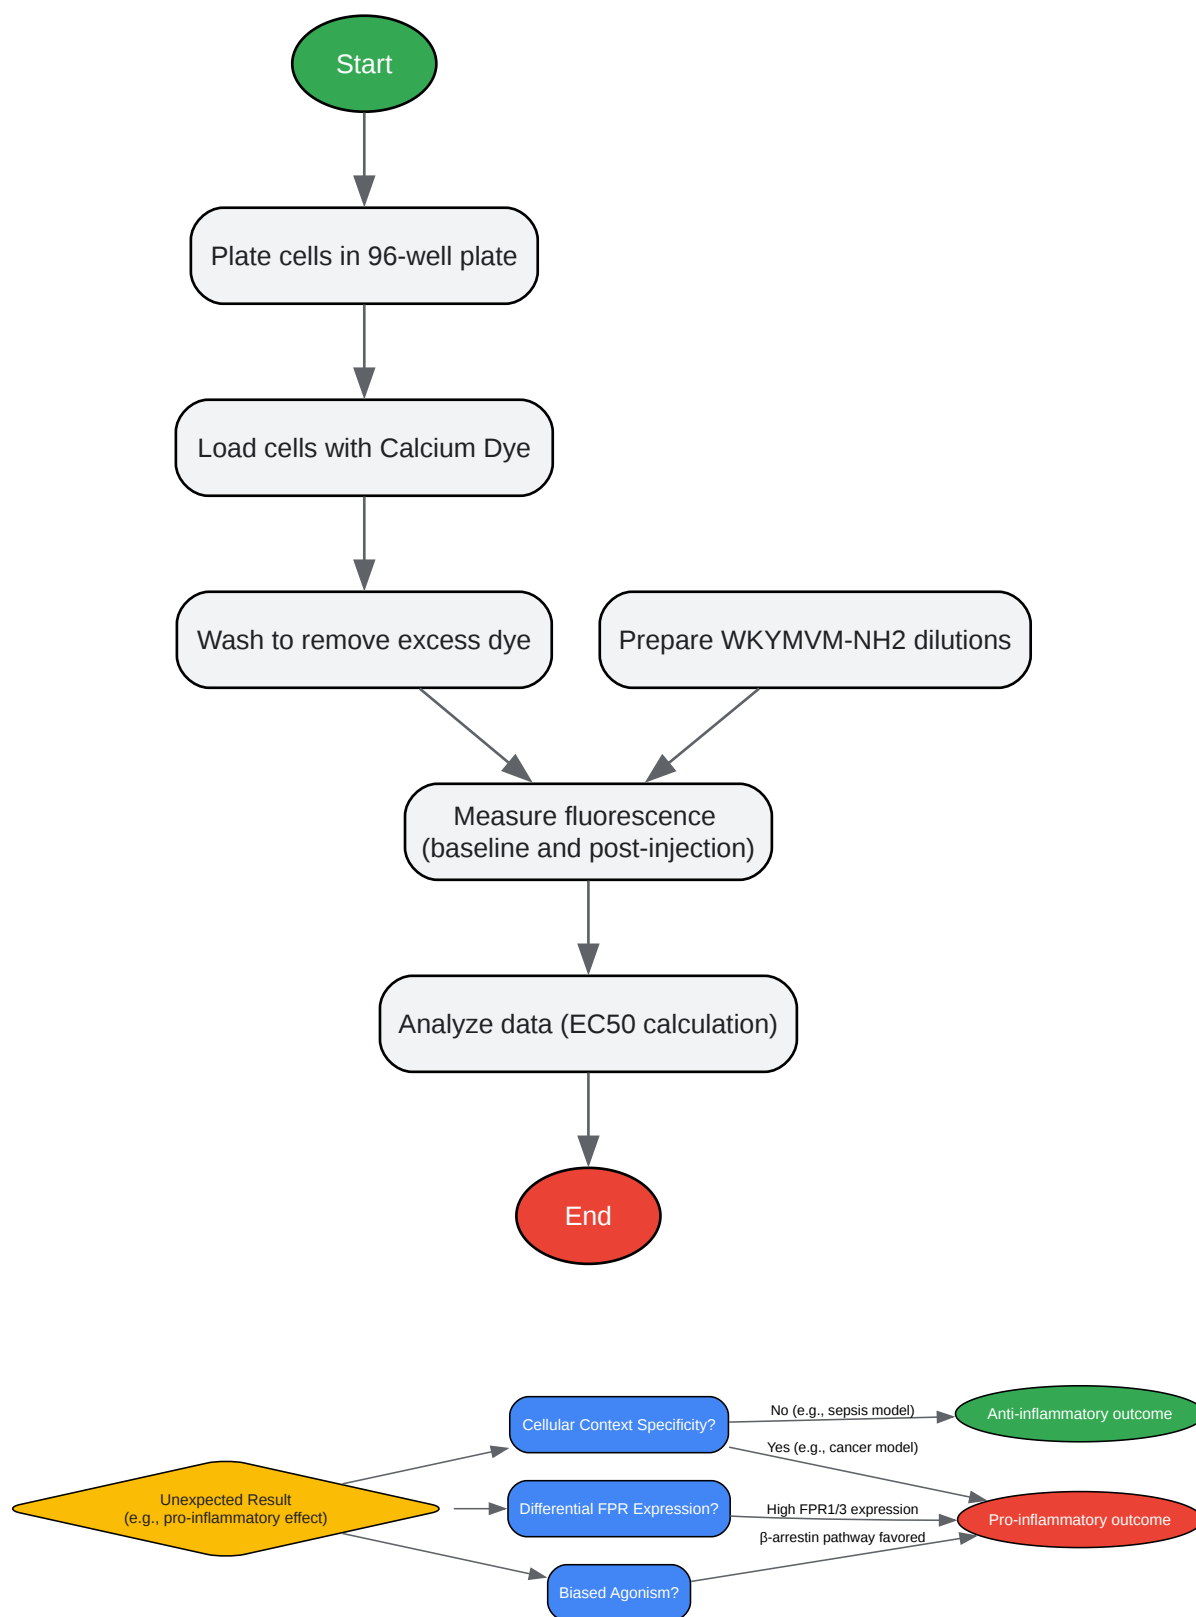 Start
Plate cells in 96-well plate
Load cells with Calcium Dye
Wash to remove excess dye
Prepare WKYMVM-NH2 dilutions
Measure fluorescence
(baseline and post-injection)
Analyze data (EC50 calculation)
End
Unexpected Result
(e.g., pro-inflammatory effect)
Cellular Context Specificity?
Differential FPR Expression?
Biased Agonism?
No (e.g., sepsis model)
Yes (e.g., cancer model)
High FPR1/3 expression
β-arrestin pathway favored
Anti-inflammatory outcome
Pro-inflammatory outcome